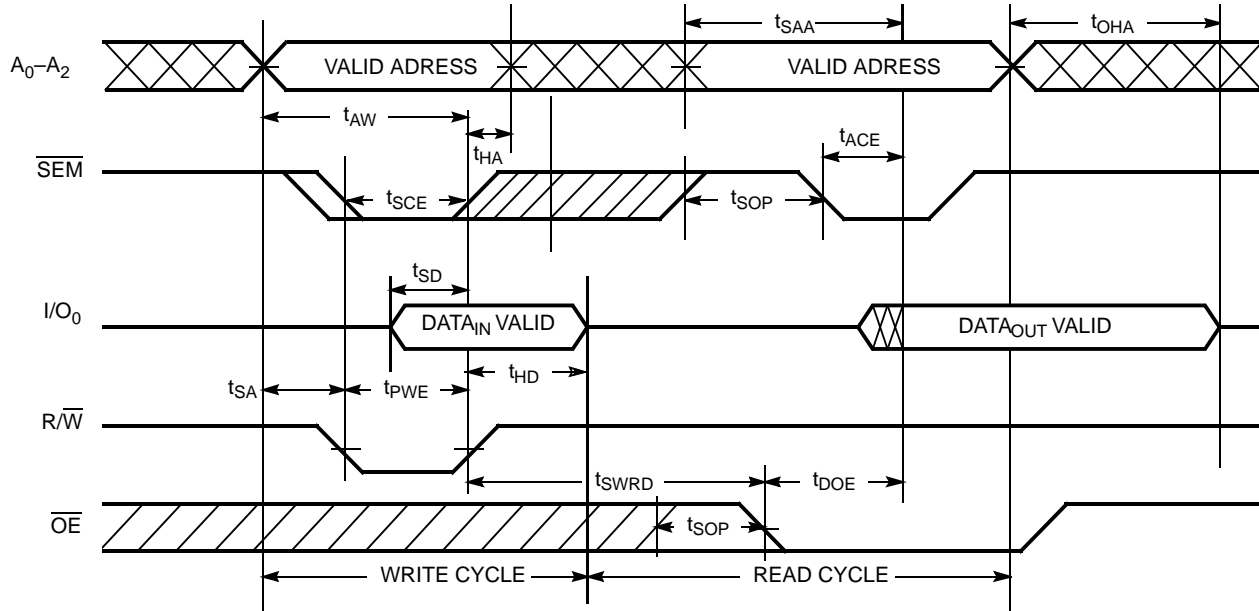 tSAA
tOHA
A0–A2
VALID ADRESS
VALID ADRESS
tAW
tHA
tACE
SEM
tSCE
tSOP
tSD
I/O0
DATAIN VALID
DATAOUT VALID
tSA
tPWE
tHD
R/W
tSWRD
tDOE
OE
tSOP
WRITE CYCLE
READ CYCLE